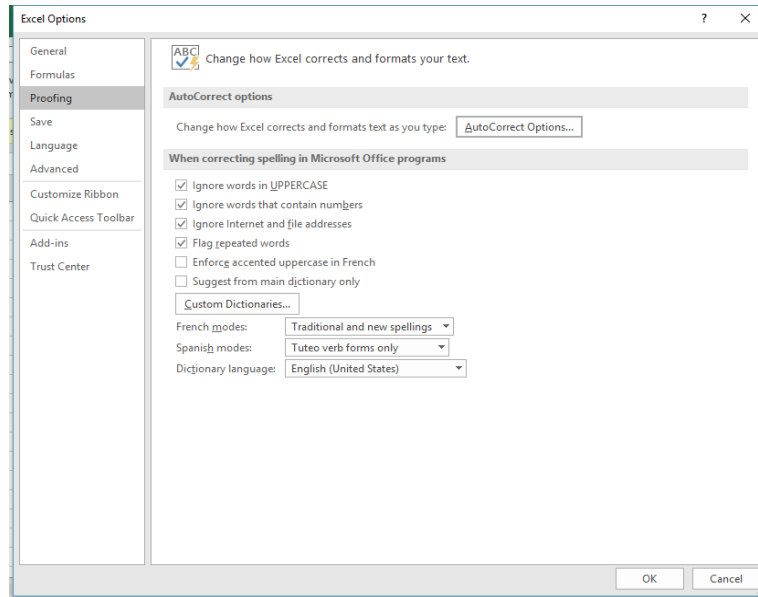 Excel Options
?
General
Formulas
Proofing
Save
Language
Advanced
Customize Ribbon
Quick Access Toolbar
Add-ins
Trust Center
ABC
Change how Excel corrects and formats your text.
AutoCorrect options
Change how Excel corrects and formats text as you type: AutoCorrect Options...
When correcting spelling in Microsoft Office programs
Ignore words in UPPERCASE
Ignore words that contain numbers
Ignore Internet and file addresses
Flag repeated words
Enforce accented uppercase in French
Suggest from main dictionary only
Custom Dictionaries...
French modes: Traditional and new spellings
Spanish modes: Tuteo verb forms only
Dictionary language: English (United States)
OK Cancel